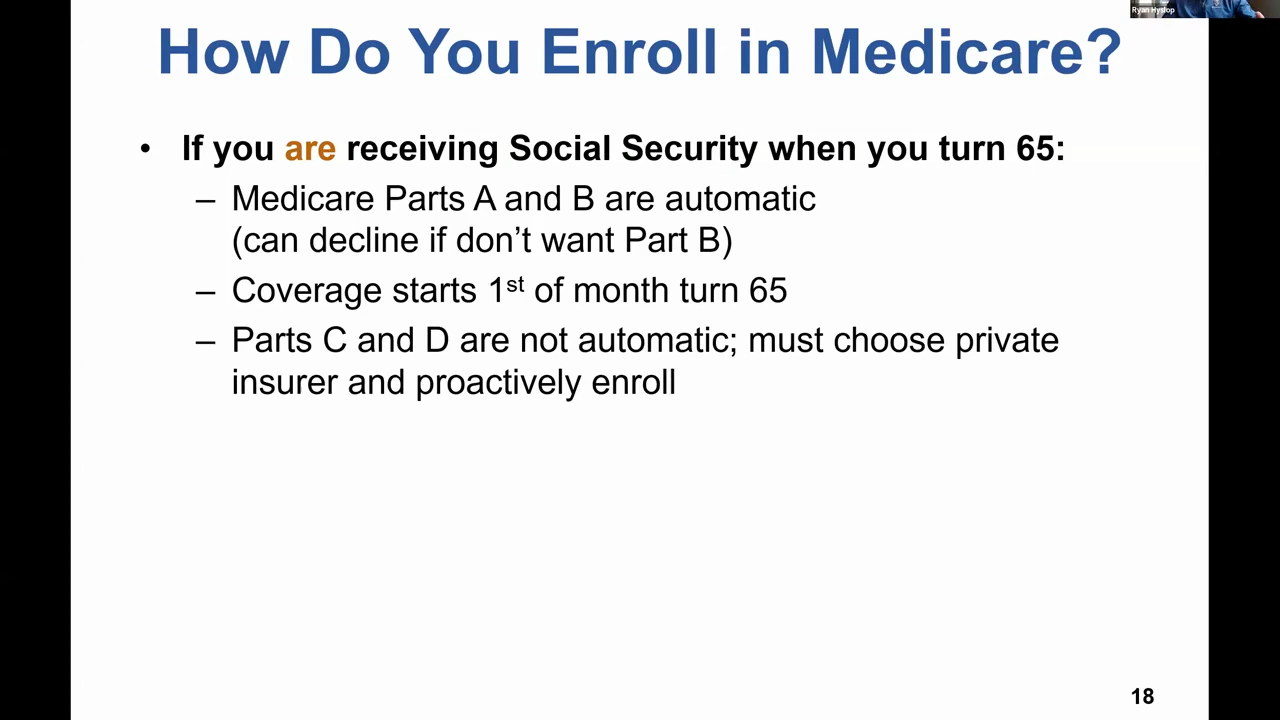 Ryan Hyslop
How Do You Enroll in Medicare?
• If you are receiving Social Security when you turn 65:
– Medicare Parts A and B are automatic
(can decline if don’t want Part B)
– Coverage starts 1st of month turn 65
– Parts C and D are not automatic; must choose private
insurer and proactively enroll
18